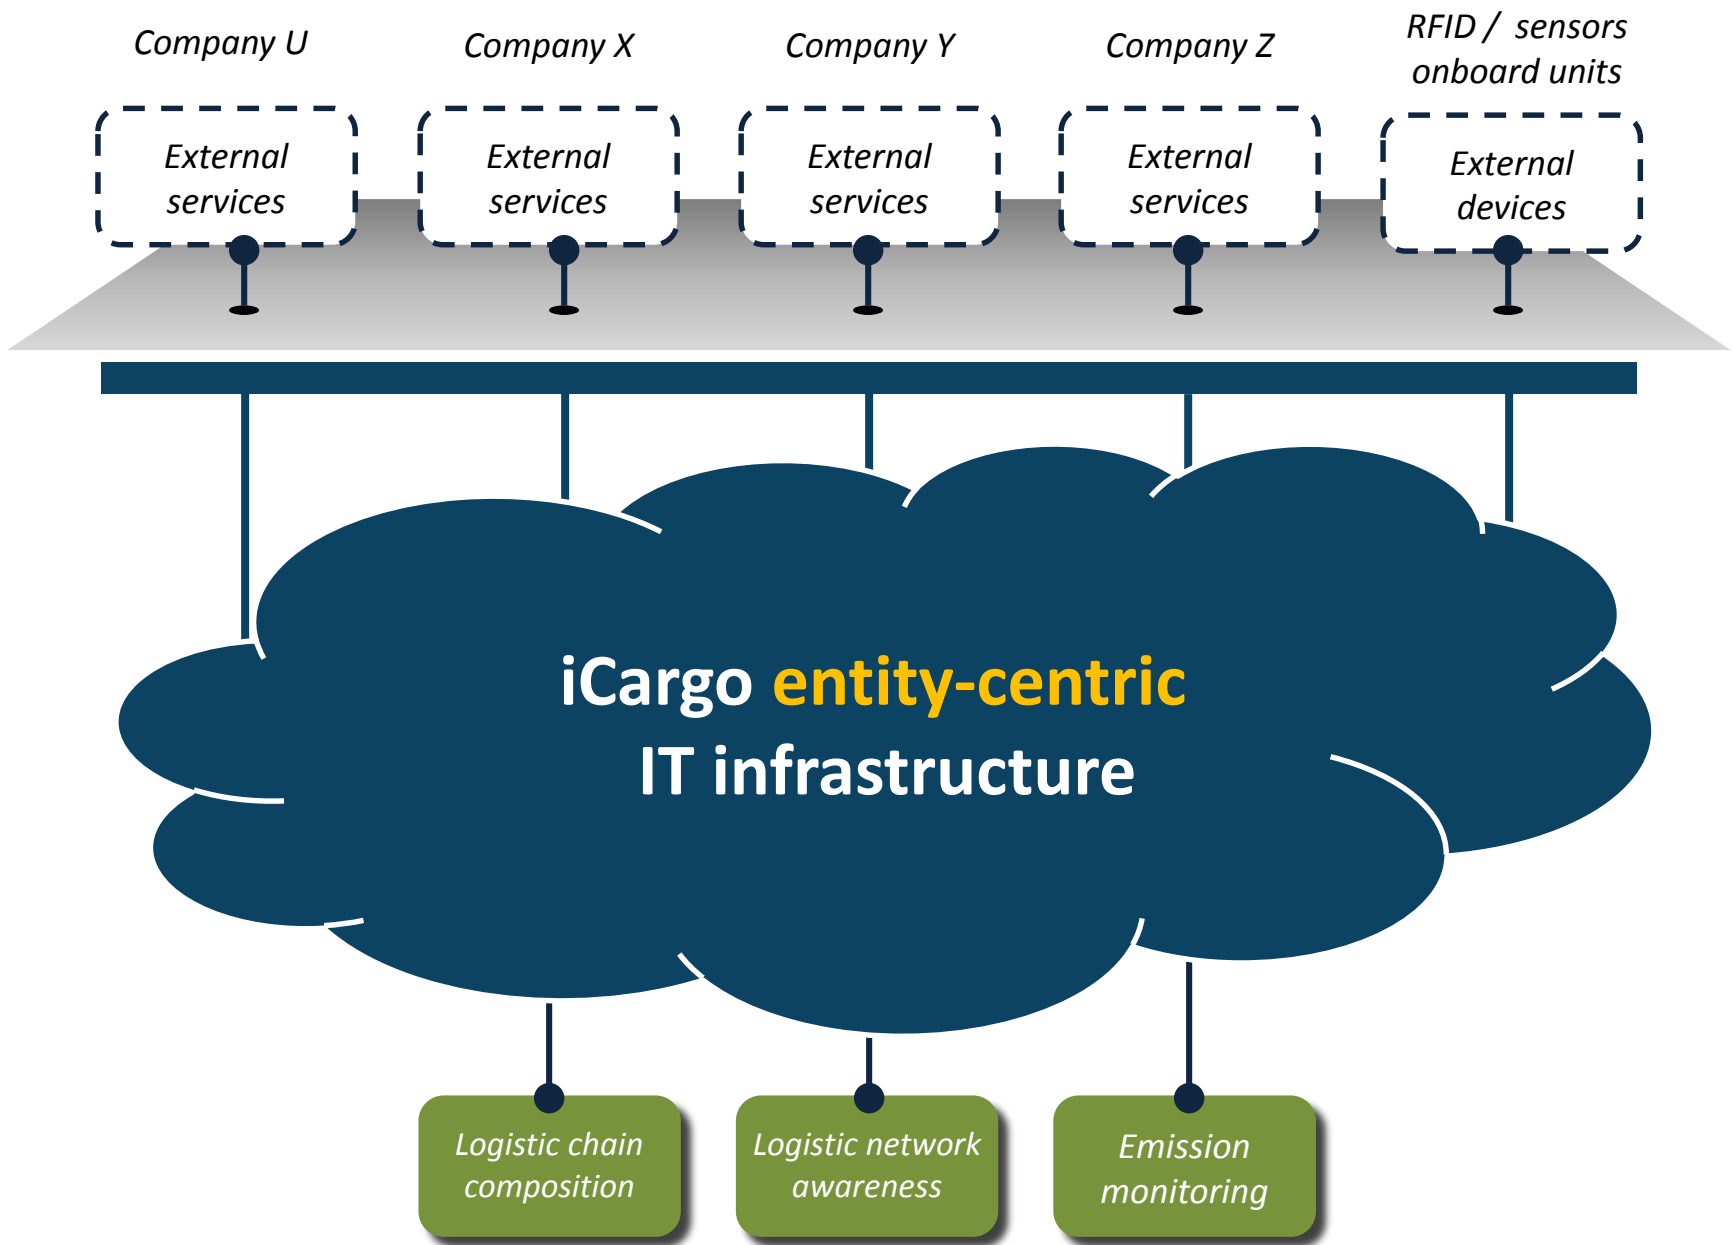 Company U
Company X
Company Y
Company Z
RFID / sensors
onboard units
External
services
External
services
External
services
External
services
External
devices
iCargo entity-centric
IT infrastructure
Logistic chain
composition
Logistic network
awareness
Emission
monitoring